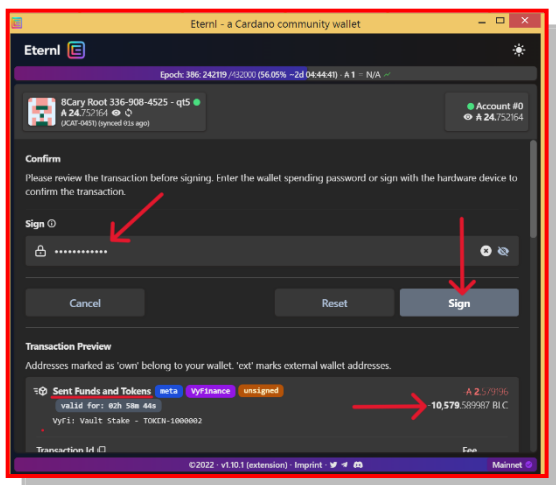 Eternl - a Cardano community wallet
Eternl
Epoch: 386: 242119 /432000 (56.05% ~2d 04:44:41) · ₳ 1 = N/A
8Cary Root 336-908-4525 - qt5
₳ 24.752164
(JCAT-0451) (synced 01s ago)
Account #0
₳ 24.752164
Confirm
Please review the transaction before signing. Enter the wallet spending password or sign with the hardware device to
confirm the transaction.
Sign
••••••••••••
Cancel
Reset
Sign
Transaction Preview
Addresses marked as 'own' belong to your wallet. 'ext' marks external wallet addresses.
Sent Funds and Tokens meta VyFinance unsigned
-₳ 2.579196
valid for: 02h 58m 44s
-10,579.589987 BLC
VyFi: Vault Stake - TOKEN-1000002
Transaction Id
Fee
©2022 · v1.10.1 (extension) · Imprint ·
Mainnet